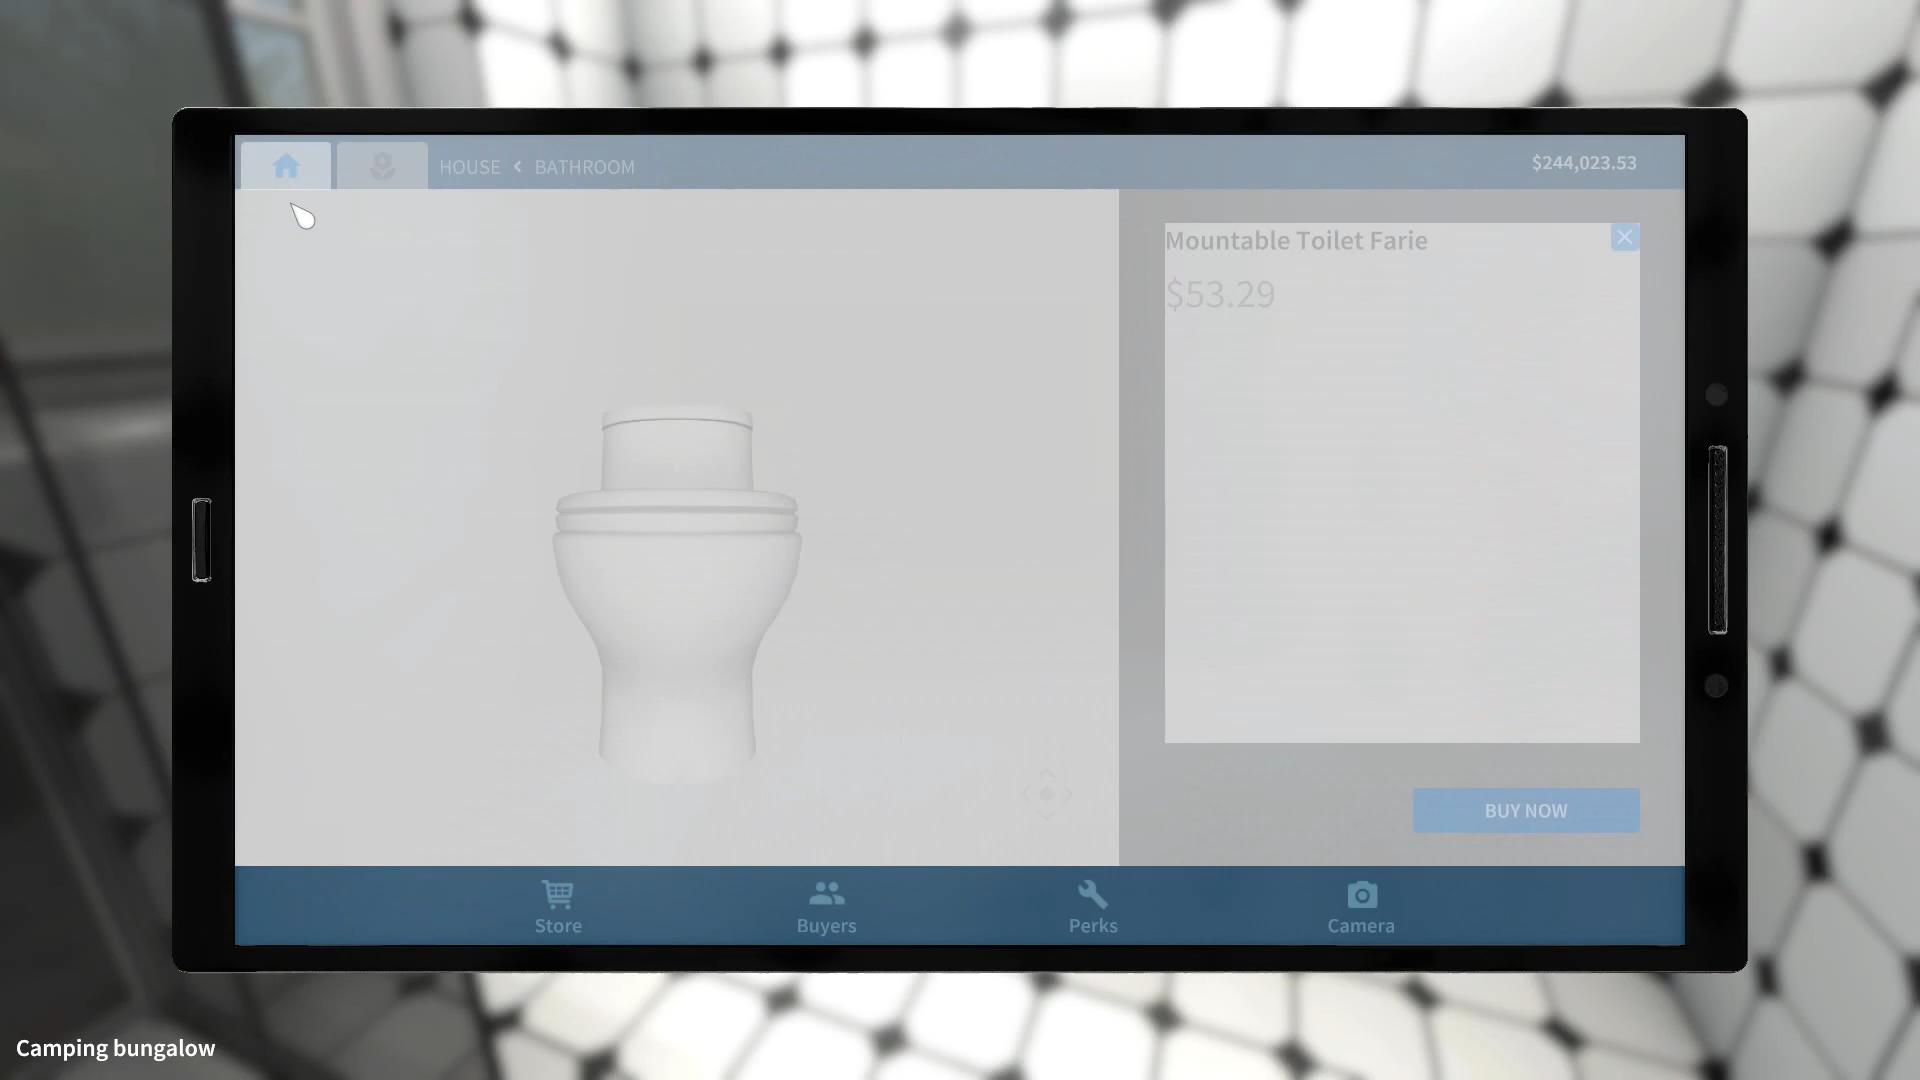 HOUSE < BATHROOM
$244,023.53
Mountable Toilet Farie
$53.29
BUY NOW
Store
Buyers
Perks
Camera
Camping bungalow